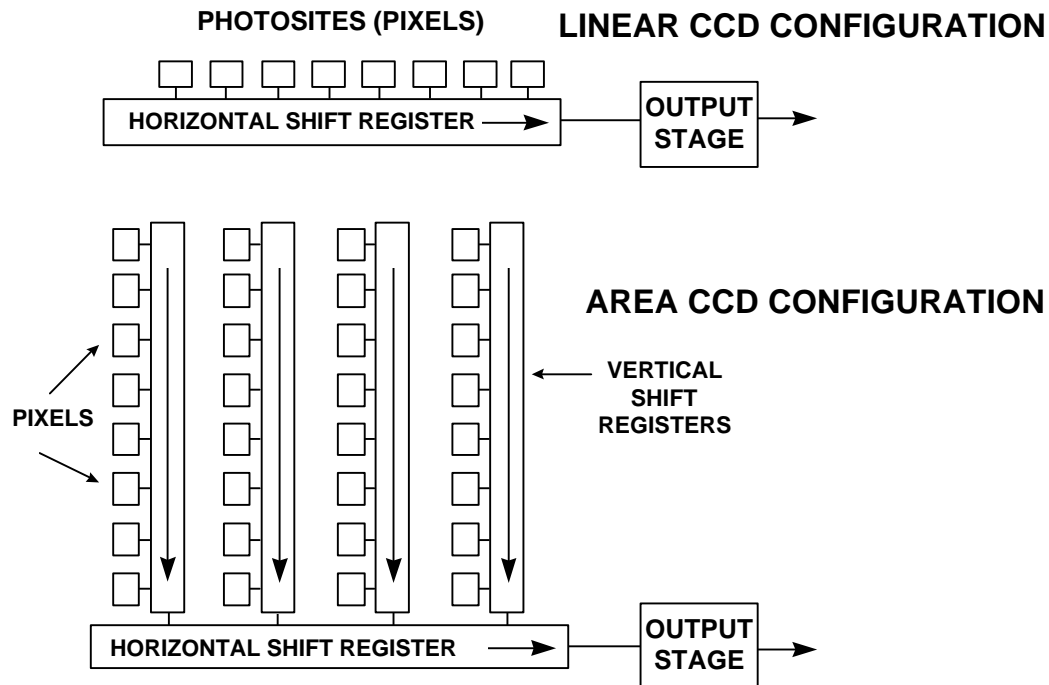 PHOTOSITES (PIXELS)
LINEAR CCD CONFIGURATION
HORIZONTAL SHIFT REGISTER
OUTPUT
STAGE
AREA CCD CONFIGURATION
PIXELS
VERTICAL
SHIFT
REGISTERS
HORIZONTAL SHIFT REGISTER
OUTPUT
STAGE